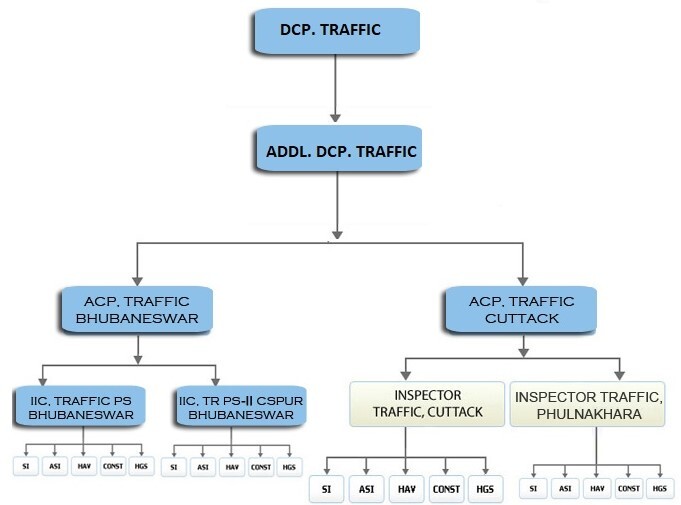 DCP. TRAFFIC
ADDL. DCP. TRAFFIC
ACP, TRAFFIC
BHUBANESWAR
ACP, TRAFFIC
CUTTACK
IIC, TRAFFIC PS
BHUBANESWAR
IIC, TR PS-II CSPUR
BHUBANESWAR
INSPECTOR
TRAFFIC, CUTTACK
INSPECTOR TRAFFIC,
PHULNAKHARA
SI ASI HAV CONST HGS
SI ASI HAV CONST HGS
SI ASI HAV CONST HGS
SI ASI HAV CONST HGS